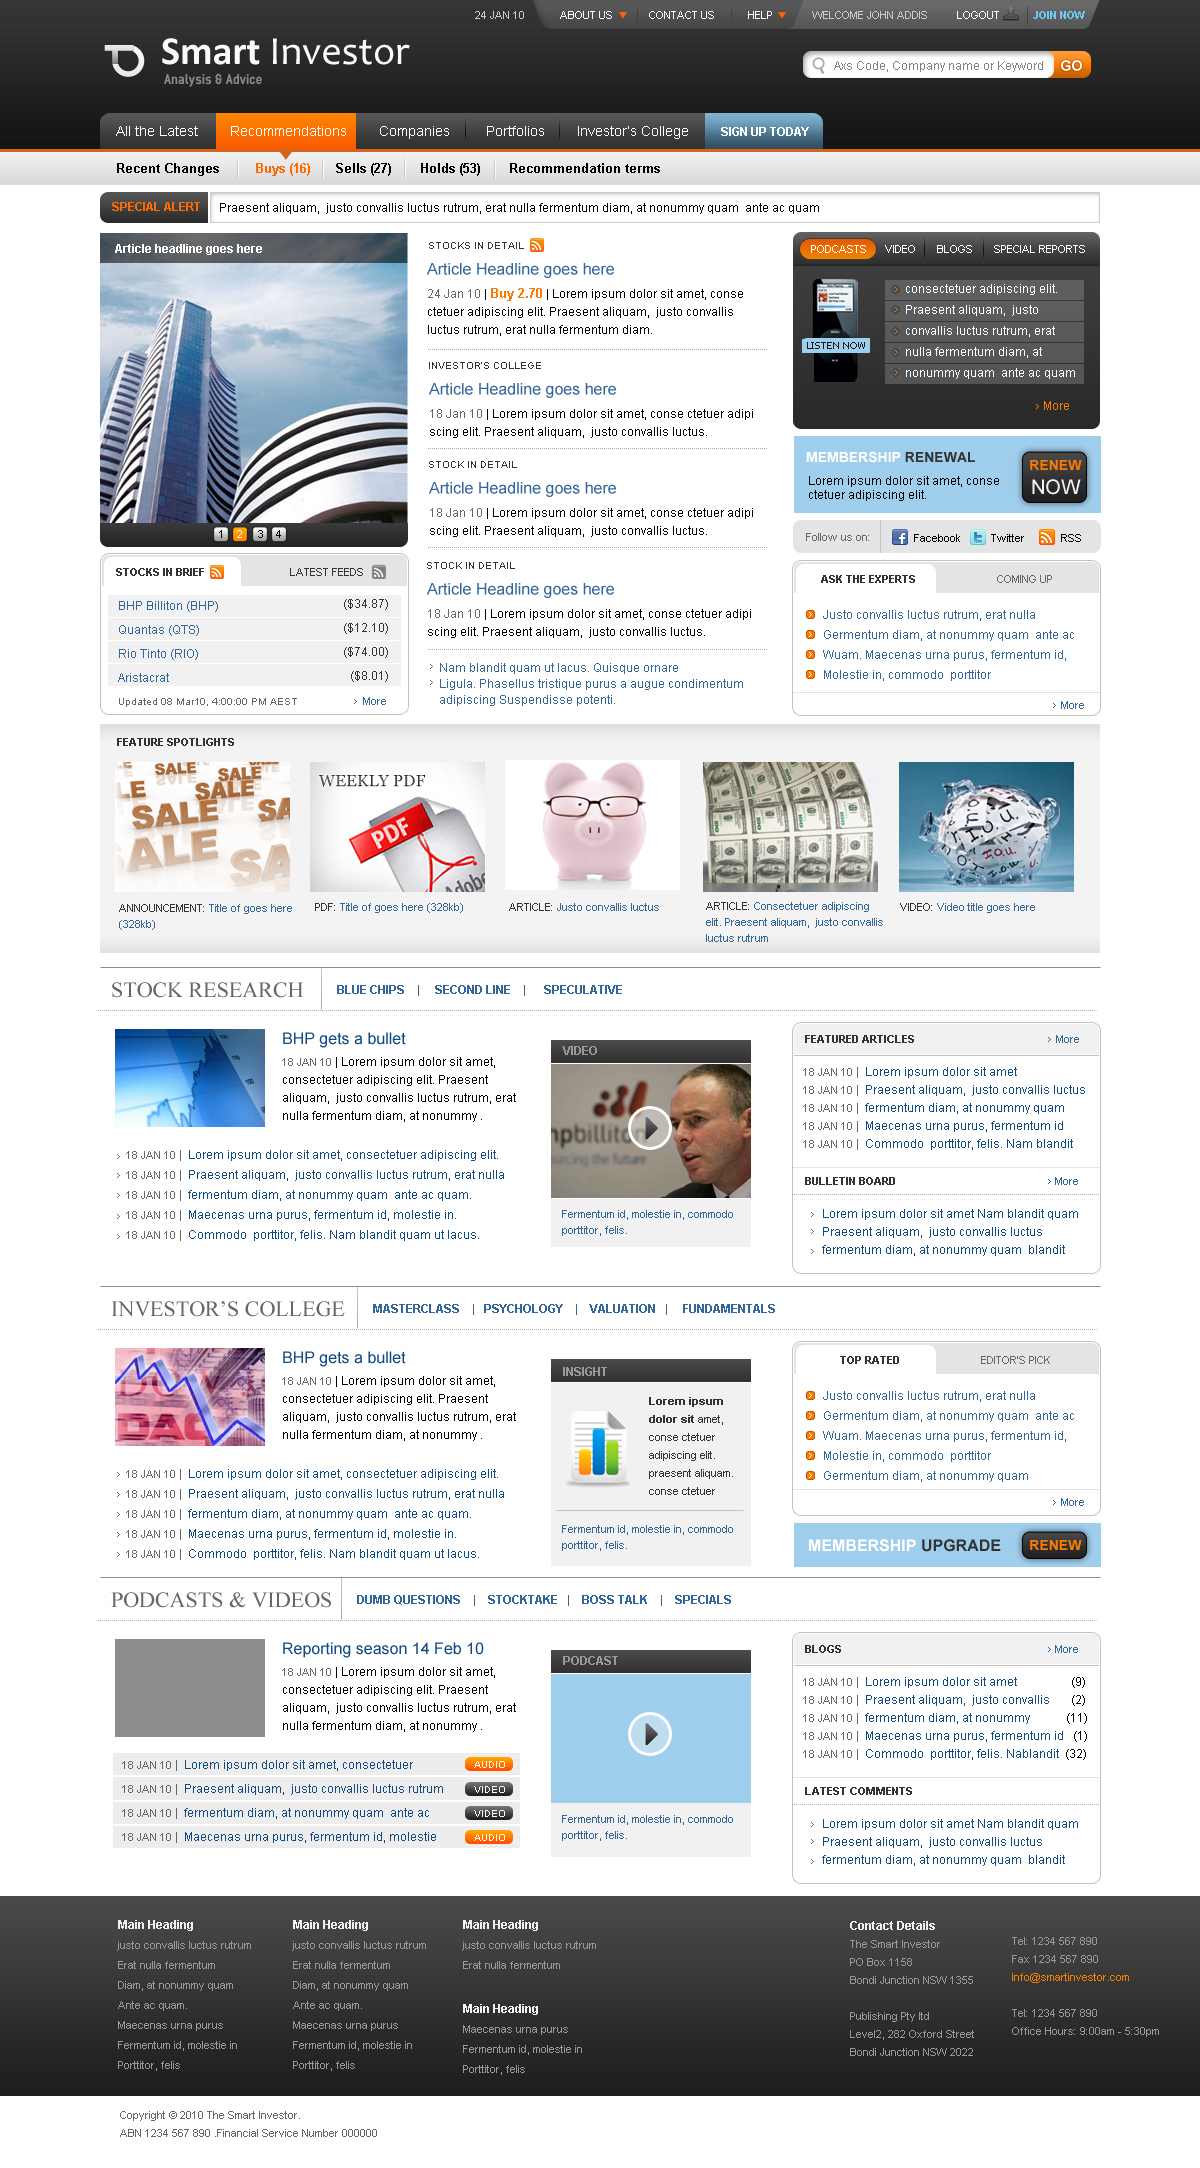 24 JAN 10
ABOUT US
CONTACT US
HELP
WELCOME JOHN ADDIS
LOGOUT
JOIN NOW
Smart Investor
Analysis & Advice
Axs Code, Company name or Keyword
GO
All the Latest
Recommendations
Companies
Portfolios
Investor's College
SIGN UP TODAY
Recent Changes
Buys (16)
Sells (27)
Holds (53)
Recommendation terms
SPECIAL ALERT
Praesent aliquam, justo convallis luctus rutrum, erat nulla fermentum diam, at nonummy quam ante ac quam
Article headline goes here
1 2 3 4
STOCKS IN BRIEF
LATEST FEEDS
BHP Billiton (BHP) ($34.87)
Quantas (QTS) ($12.10)
Rio Tinto (RIO) ($74.00)
Aristacrat ($8.01)
Updated 08 Mar10, 4:00:00 PM AEST
› More
STOCKS IN DETAIL
Article Headline goes here
24 Jan 10 | Buy 2.70 | Lorem ipsum dolor sit amet, conse
ctetuer adipiscing elit. Praesent aliquam, justo convallis
luctus rutrum, erat nulla fermentum diam.
INVESTOR'S COLLEGE
Article Headline goes here
18 Jan 10 | Lorem ipsum dolor sit amet, conse ctetuer adipi
scing elit. Praesent aliquam, justo convallis luctus.
STOCK IN DETAIL
Article Headline goes here
18 Jan 10 | Lorem ipsum dolor sit amet, conse ctetuer adipi
scing elit. Praesent aliquam, justo convallis luctus.
STOCK IN DETAIL
Article Headline goes here
18 Jan 10 | Lorem ipsum dolor sit amet, conse ctetuer adipi
scing elit. Praesent aliquam, justo convallis luctus.
› Nam blandit quam ut lacus. Quisque ornare
› Ligula. Phasellus tristique purus a augue condimentum
adipiscing Suspendisse potenti.
PODCASTS
VIDEO
BLOGS
SPECIAL REPORTS
LISTEN NOW
consectetuer adipiscing elit.
Praesent aliquam, justo
convallis luctus rutrum, erat
nulla fermentum diam, at
nonummy quam ante ac quam
› More
MEMBERSHIP RENEWAL
Lorem ipsum dolor sit amet, conse
ctetuer adipiscing elit.
RENEW
NOW
Follow us on:
Facebook
Twitter
RSS
ASK THE EXPERTS
COMING UP
Justo convallis luctus rutrum, erat nulla
Germentum diam, at nonummy quam ante ac
Wuam. Maecenas urna purus, fermentum id,
Molestie in, commodo porttitor
› More
FEATURE SPOTLIGHTS
SALE SALE SALE SALE SALE
WEEKLY PDF
PDF
Adobe
I.O.U.
ANNOUNCEMENT: Title of goes here
(328kb)
PDF: Title of goes here (328kb)
ARTICLE: Justo convallis luctus
ARTICLE: Consectetuer adipiscing
elit. Praesent aliquam, justo convallis
luctus rutrum
VIDEO: Video title goes here
STOCK RESEARCH
BLUE CHIPS | SECOND LINE | SPECULATIVE
BHP gets a bullet
18 JAN 10 | Lorem ipsum dolor sit amet,
consectetuer adipiscing elit. Praesent
aliquam, justo convallis luctus rutrum, erat
nulla fermentum diam, at nonummy .
› 18 JAN 10 | Lorem ipsum dolor sit amet, consectetuer adipiscing elit.
› 18 JAN 10 | Praesent aliquam, justo convallis luctus rutrum, erat nulla
› 18 JAN 10 | fermentum diam, at nonummy quam ante ac quam.
› 18 JAN 10 | Maecenas urna purus, fermentum id, molestie in.
› 18 JAN 10 | Commodo porttitor, felis. Nam blandit quam ut lacus.
VIDEO
hpbillito
ourcing the future
Fermentum id, molestie in, commodo
porttitor, felis.
FEATURED ARTICLES
› More
18 JAN 10 | Lorem ipsum dolor sit amet
18 JAN 10 | Praesent aliquam, justo convallis luctus
18 JAN 10 | fermentum diam, at nonummy quam
18 JAN 10 | Maecenas urna purus, fermentum id
18 JAN 10 | Commodo porttitor, felis. Nam blandit
BULLETIN BOARD
› More
› Lorem ipsum dolor sit amet Nam blandit quam
› Praesent aliquam, justo convallis luctus
› fermentum diam, at nonummy quam blandit
INVESTOR'S COLLEGE
MASTERCLASS | PSYCHOLOGY | VALUATION | FUNDAMENTALS
BHP gets a bullet
18 JAN 10 | Lorem ipsum dolor sit amet,
consectetuer adipiscing elit. Praesent
aliquam, justo convallis luctus rutrum, erat
nulla fermentum diam, at nonummy .
› 18 JAN 10 | Lorem ipsum dolor sit amet, consectetuer adipiscing elit.
› 18 JAN 10 | Praesent aliquam, justo convallis luctus rutrum, erat nulla
› 18 JAN 10 | fermentum diam, at nonummy quam ante ac quam.
› 18 JAN 10 | Maecenas urna purus, fermentum id, molestie in.
› 18 JAN 10 | Commodo porttitor, felis. Nam blandit quam ut lacus.
INSIGHT
Lorem ipsum
dolor sit amet,
conse ctetuer
adipiscing elit.
praesent aliquam.
conse ctetuer
Fermentum id, molestie in, commodo
porttitor, felis.
TOP RATED
EDITOR'S PICK
Justo convallis luctus rutrum, erat nulla
Germentum diam, at nonummy quam ante ac
Wuam. Maecenas urna purus, fermentum id,
Molestie in, commodo porttitor
Germentum diam, at nonummy quam
› More
MEMBERSHIP UPGRADE
RENEW
PODCASTS & VIDEOS
DUMB QUESTIONS | STOCKTAKE | BOSS TALK | SPECIALS
Reporting season 14 Feb 10
18 JAN 10 | Lorem ipsum dolor sit amet,
consectetuer adipiscing elit. Praesent
aliquam, justo convallis luctus rutrum, erat
nulla fermentum diam, at nonummy .
18 JAN 10 | Lorem ipsum dolor sit amet, consectetuer AUDIO
18 JAN 10 | Praesent aliquam, justo convallis luctus rutrum VIDEO
18 JAN 10 | fermentum diam, at nonummy quam ante ac VIDEO
18 JAN 10 | Maecenas urna purus, fermentum id, molestie AUDIO
PODCAST
Fermentum id, molestie in, commodo
porttitor, felis.
BLOGS
› More
18 JAN 10 | Lorem ipsum dolor sit amet (9)
18 JAN 10 | Praesent aliquam, justo convallis (2)
18 JAN 10 | fermentum diam, at nonummy (11)
18 JAN 10 | Maecenas urna purus, fermentum id (1)
18 JAN 10 | Commodo porttitor, felis. Nablandit (32)
LATEST COMMENTS
› Lorem ipsum dolor sit amet Nam blandit quam
› Praesent aliquam, justo convallis luctus
› fermentum diam, at nonummy quam blandit
Main Heading
justo convallis luctus rutrum
Erat nulla fermentum
Diam, at nonummy quam
Ante ac quam.
Maecenas urna purus
Fermentum id, molestie in
Porttitor, felis
Main Heading
justo convallis luctus rutrum
Erat nulla fermentum
Diam, at nonummy quam
Ante ac quam.
Maecenas urna purus
Fermentum id, molestie in
Porttitor, felis
Main Heading
justo convallis luctus rutrum
Erat nulla fermentum
Main Heading
Maecenas urna purus
Fermentum id, molestie in
Porttitor, felis
Contact Details
The Smart Investor
PO Box 1158
Bondi Junction NSW 1355
Publishing Pty ltd
Level2, 282 Oxford Street
Bondi Junction NSW 2022
Tel: 1234 567 890
Fax 1234 567 890
Info@smartinvestor.com
Tel: 1234 567 890
Office Hours: 9:00am - 5:30pm
Copyright © 2010 The Smart Investor.
ABN 1234 567 890 .Financial Service Number 000000